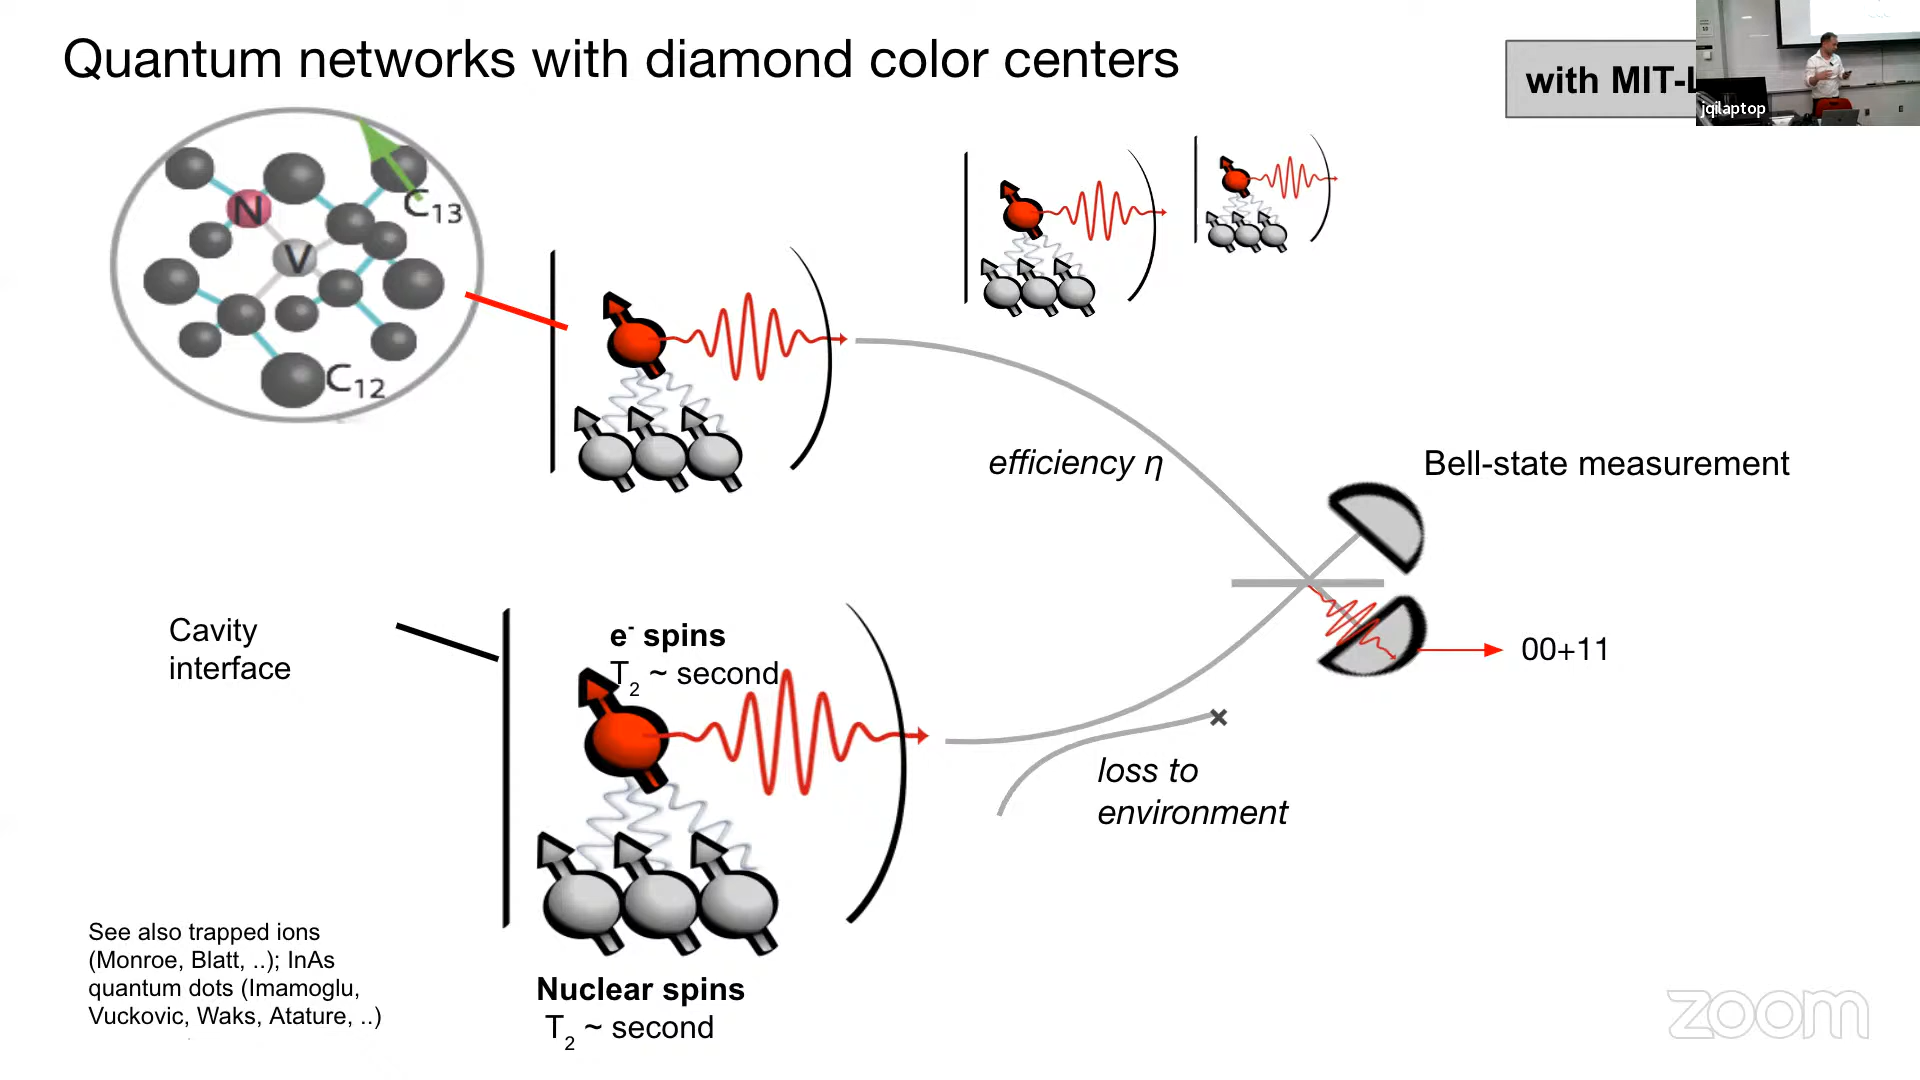 Quantum networks with diamond color centers
with MIT-L
jqilaptop
N
V
C13
C12
efficiency η
Bell-state measurement
Cavity
interface
e- spins
T2 ~ second
00+11
loss to
environment
See also trapped ions
(Monroe, Blatt, ..); InAs
quantum dots (Imamoglu,
Vuckovic, Waks, Atature, ..)
Nuclear spins
T2 ~ second
zoom